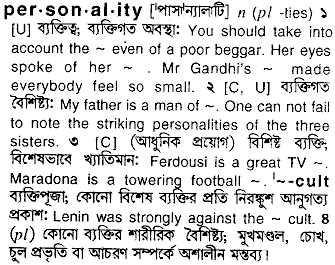 per·son·al·ity [ˈপাসাˈন্যালাটি] n (pl -ties) ১
[U] ব্যক্তিত্ব; ব্যক্তিগত অবস্থা: You should take into
account the ~ even of a poor beggar. Her eyes
spoke of her ~ . Mr Gandhi's ~ made
everybody feel so small. ২ [C, U] ব্যক্তিগত
বৈশিষ্ট্য: My father is a man of ~. One can not fail
to note the striking personalities of the three
sisters. ৩ [C] (আধুনিক প্রয়োগ) বিশিষ্ট ব্যক্তি,
বিশেষভাবে খ্যাতিমান: Ferdousi is a great TV ~.
Maradona is a towering football ~. ˈ~-cult
ব্যক্তিপূজা; কোনো বিশেষ ব্যক্তির প্রতি নিরঙ্কুশ আনুগত্য
প্রকাশ: Lenin was strongly against the ~ cult. 8
(pl) কোনো ব্যক্তির শারীরিক বৈশিষ্ট্য; মুখমণ্ডল, চোখ,
চুল প্রভৃতি বা আচরণ সম্পর্কে অশালীন মন্তব্য।